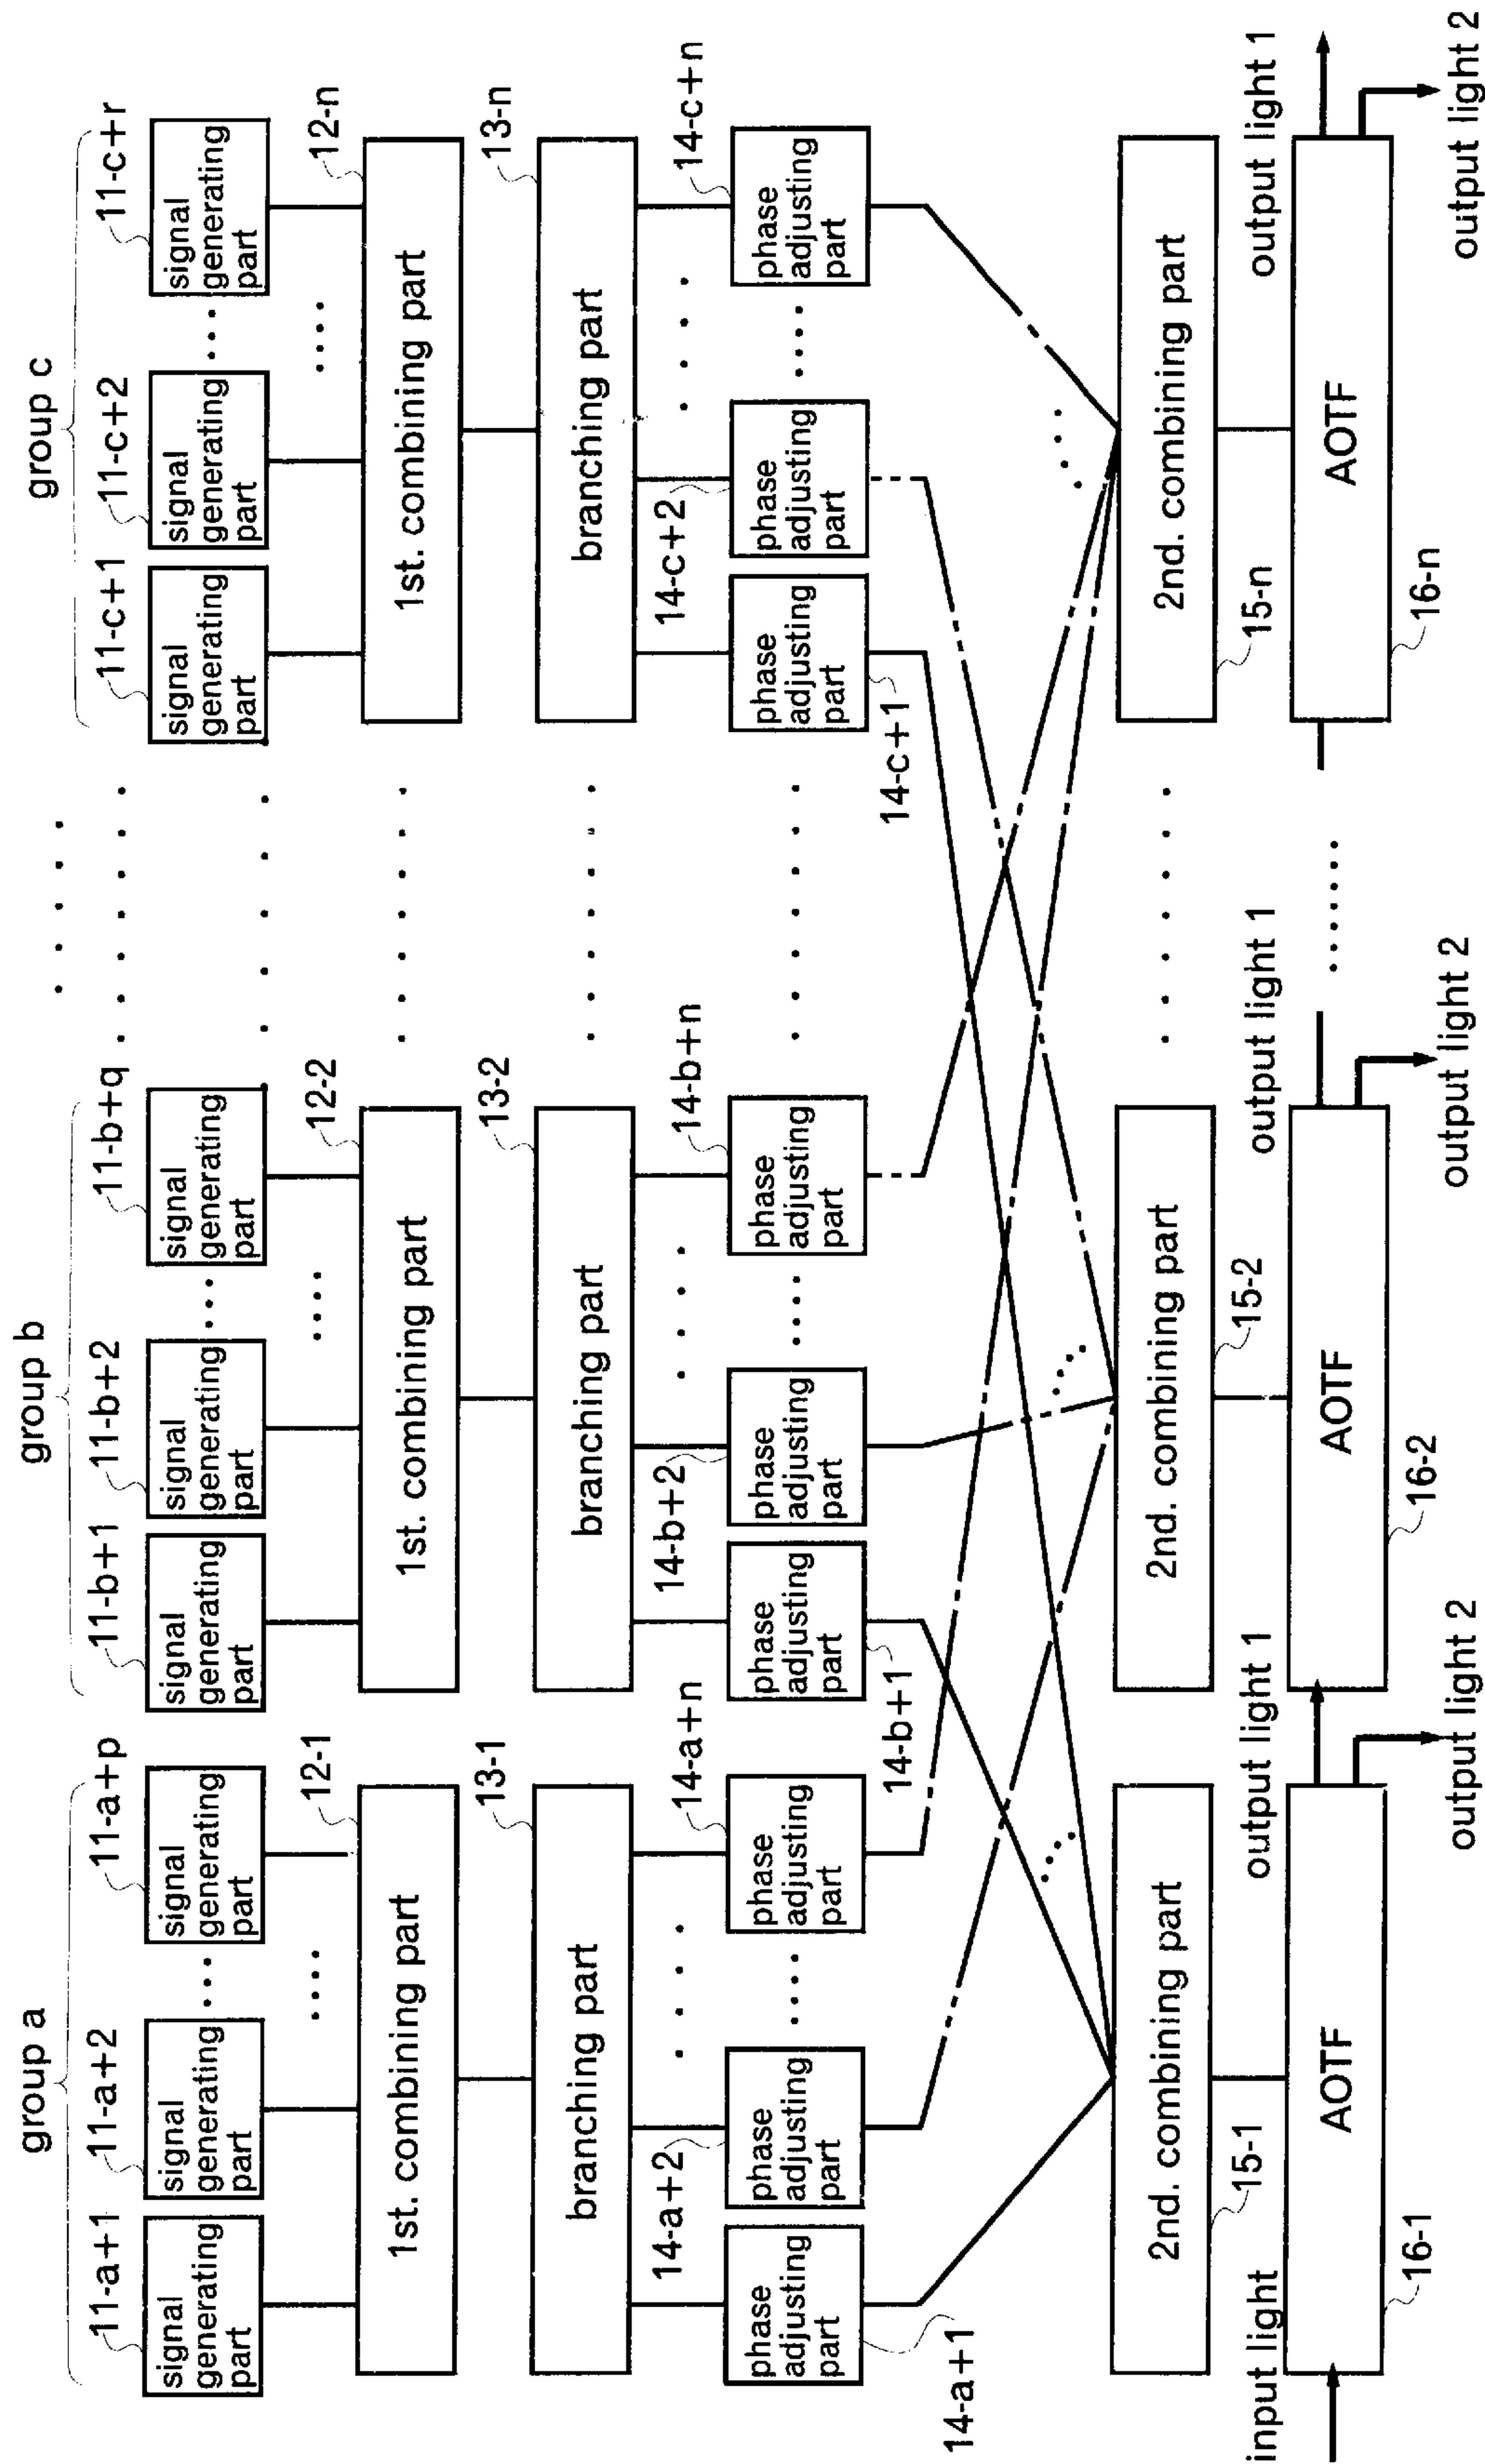 group a
group b
group c
11-a+1
11-a+2
11-a+p
11-b+1
11-b+2
11-b+q
11-c+1
11-c+2
11-c+r
signal
generating
part
signal
generating
part
signal
generating
part
signal
generating
part
signal
generating
part
signal
generating
part
signal
generating
part
signal
generating
part
signal
generating
part
12-1
12-2
12-n
1st. combining part
1st. combining part
1st. combining part
13-1
13-2
13-n
branching part
branching part
branching part
14-a+2
14-a+n
14-b+2
14-b+n
14-c+2
14-c+n
phase
adjusting
part
phase
adjusting
part
phase
adjusting
part
phase
adjusting
part
phase
adjusting
part
phase
adjusting
part
phase
adjusting
part
phase
adjusting
part
phase
adjusting
part
14-a+1
14-b+1
14-c+1
2nd. combining part
2nd. combining part
2nd. combining part
15-1
15-2
15-n
input light
output light 1
output light 1
output light 1
AOTF
AOTF
AOTF
16-1
16-2
16-n
output light 2
output light 2
output light 2